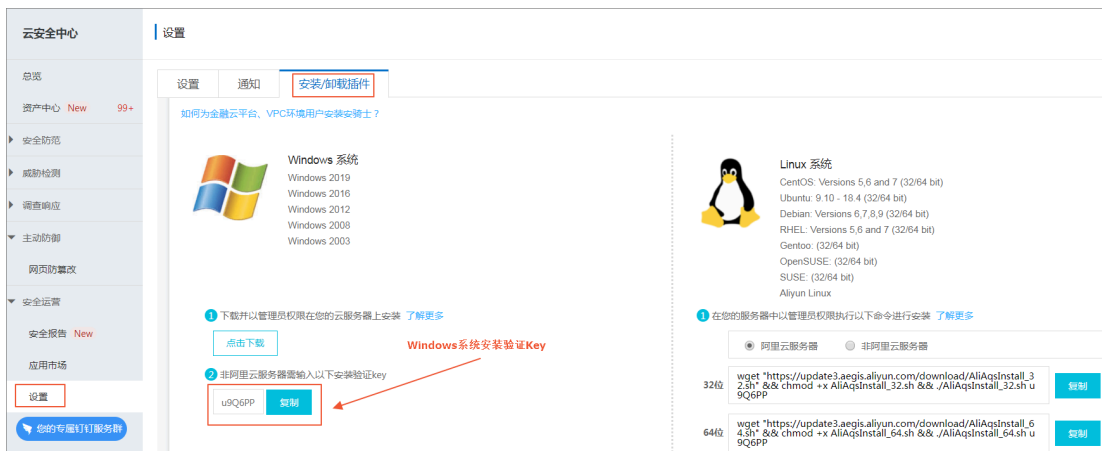 云安全中心
设置
总览
资产中心 New 99+
安全防范
威胁检测
调查响应
主动防御
网页防篡改
安全运营
安全报告 New
应用市场
设置
您的专属钉钉服务群
设置 通知 安装/卸载插件
如何为金融云平台、VPC环境用户安装安骑士？
Windows 系统
Windows 2019
Windows 2016
Windows 2012
Windows 2008
Windows 2003
1 下载并以管理员权限在您的云服务器上安装 了解更多
点击下载
Windows系统安装验证Key
2 非阿里云服务器需输入以下安装验证key
u9Q6PP 复制
Linux 系统
CentOS: Versions 5,6 and 7 (32/64 bit)
Ubuntu: 9.10 - 18.4 (32/64 bit)
Debian: Versions 6,7,8,9 (32/64 bit)
RHEL: Versions 5,6 and 7 (32/64 bit)
Gentoo: (32/64 bit)
OpenSUSE: (32/64 bit)
SUSE: (32/64 bit)
Aliyun Linux
1 在您的服务器中以管理员权限执行以下命令进行安装 了解更多
阿里云服务器 非阿里云服务器
32位
wget "https://update3.aegis.aliyun.com/download/AliAqsInstall_3
2.sh" && chmod +x AliAqsInstall_32.sh && ./AliAqsInstall_32.sh u
9Q6PP
复制
64位
wget "https://update3.aegis.aliyun.com/download/AliAqsInstall_6
4.sh" && chmod +x AliAqsInstall_64.sh && ./AliAqsInstall_64.sh u
9Q6PP
复制